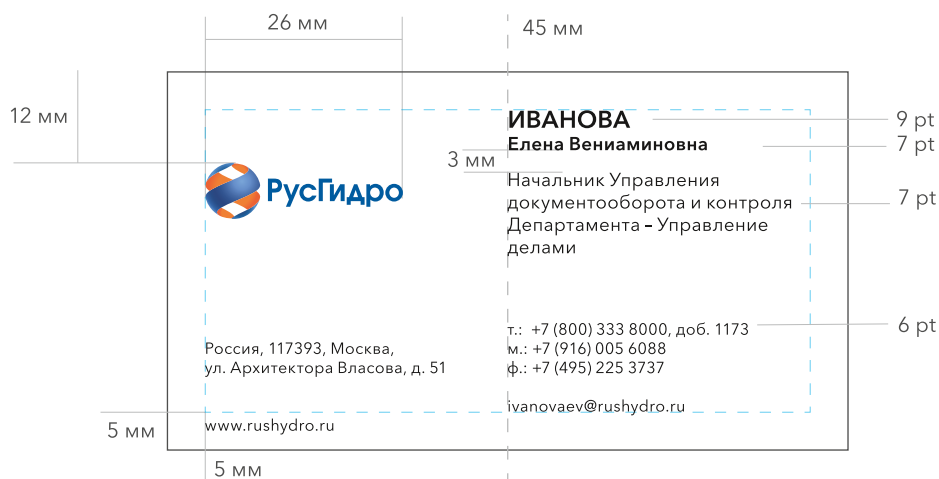 26 мм
45 мм
12 мм
ИВАНОВА
9 pt
Елена Вениаминовна
7 pt
3 мм
РусГидро
Начальник Управления
документооборота и контроля
7 pt
Департамента – Управление
делами
т.: +7 (800) 333 8000, доб. 1173
6 pt
м.: +7 (916) 005 6088
ф.: +7 (495) 225 3737
Россия, 117393, Москва,
ул. Архитектора Власова, д. 51
ivanovaev@rushydro.ru
www.rushydro.ru
5 мм
5 мм